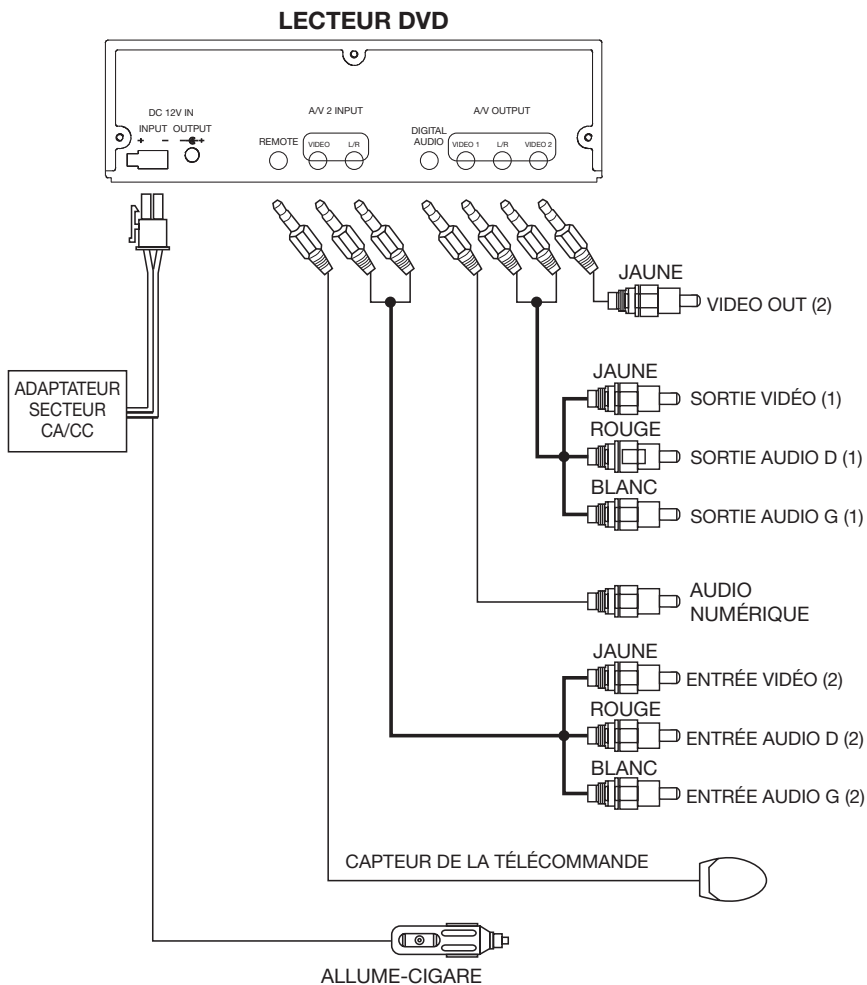 LECTEUR DVD
DC 12V IN
INPUT OUTPUT
+ − − +
A/V 2 INPUT
REMOTE
VIDEO
L/R
DIGITAL
AUDIO
A/V OUTPUT
VIDEO 1
L/R
VIDEO 2
JAUNE
VIDEO OUT (2)
ADAPTATEUR
SECTEUR
CA/CC
JAUNE
SORTIE VIDÉO (1)
ROUGE
SORTIE AUDIO D (1)
BLANC
SORTIE AUDIO G (1)
AUDIO
NUMÉRIQUE
JAUNE
ENTRÉE VIDÉO (2)
ROUGE
ENTRÉE AUDIO D (2)
BLANC
ENTRÉE AUDIO G (2)
CAPTEUR DE LA TÉLÉCOMMANDE
ALLUME-CIGARE